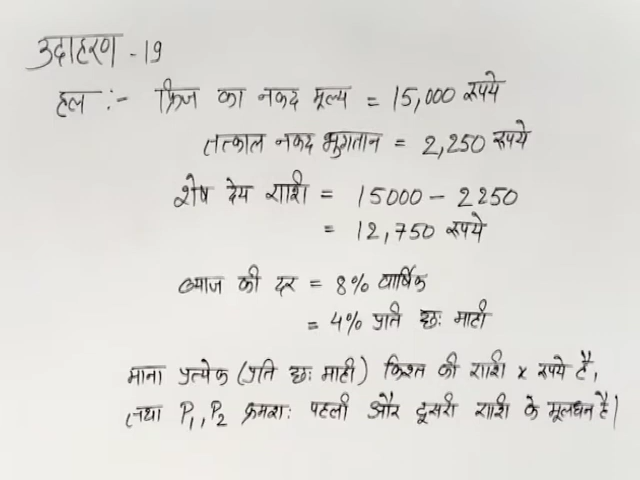 उदाहरण - 19
हल :- फ्रिज का नकद मूल्य = 15,000 रुपये
तत्काल नकद भुगतान = 2,250 रुपये
शेष देय राशि = 15000 - 2250
= 12,750 रुपये
ब्याज की दर = 8% वार्षिक
= 4% प्रति छः माही
माना प्रत्येक (प्रति छः माही) किश्त की राशि x रुपये है,
तथा P₁, P₂ क्रमशः पहली और दूसरी राशि के मूलधन है।